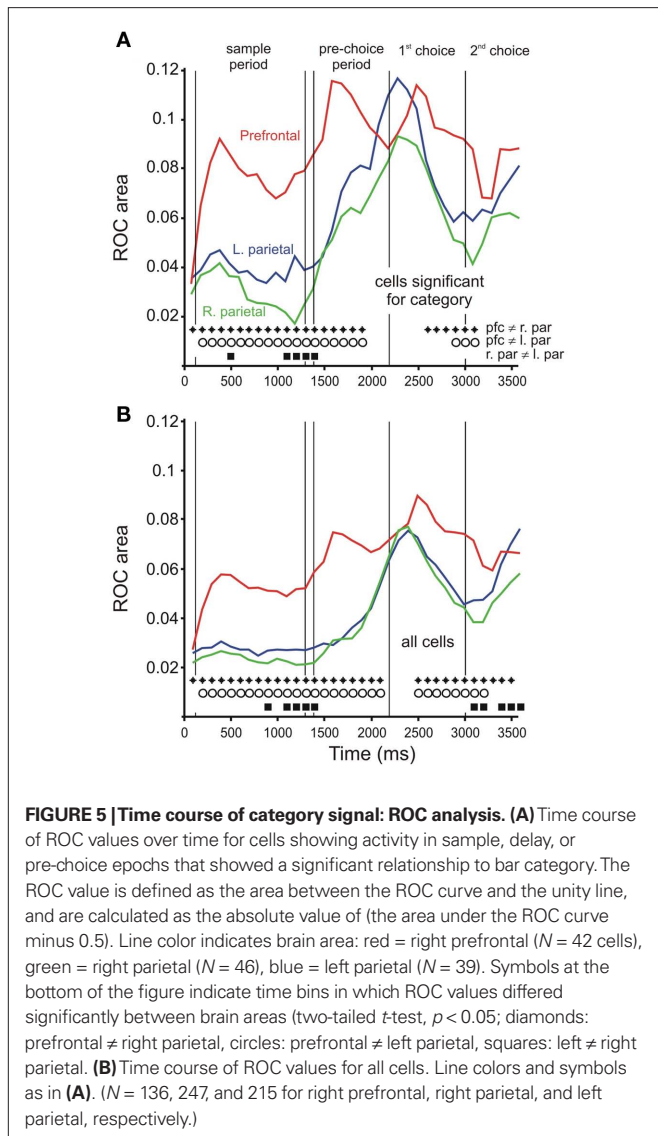 A
sample period
pre-choice period
1st choice
2nd choice
0.12
0.1
0.08
0.06
0.04
0.02
ROC area
Prefrontal
L. parietal
R. parietal
cells significant
for category
pfc ≠ r. par
pfc ≠ l. par
r. par ≠ l. par
0 500 1000 1500 2000 2500 3000 3500
B
0.12
0.1
0.08
0.06
0.04
0.02
ROC area
all cells
0 500 1000 1500 2000 2500 3000 3500
Time (ms)
FIGURE 5 | Time course of category signal: ROC analysis. (A) Time course
of ROC values over time for cells showing activity in sample, delay, or
pre-choice epochs that showed a significant relationship to bar category. The
ROC value is defined as the area between the ROC curve and the unity line,
and are calculated as the absolute value of (the area under the ROC curve
minus 0.5). Line color indicates brain area: red = right prefrontal (N = 42 cells),
green = right parietal (N = 46), blue = left parietal (N = 39). Symbols at the
bottom of the figure indicate time bins in which ROC values differed
significantly between brain areas (two-tailed t-test, p < 0.05; diamonds:
prefrontal ≠ right parietal, circles: prefrontal ≠ left parietal, squares: left ≠ right
parietal. (B) Time course of ROC values for all cells. Line colors and symbols
as in (A). (N = 136, 247, and 215 for right prefrontal, right parietal, and left
parietal, respectively.)